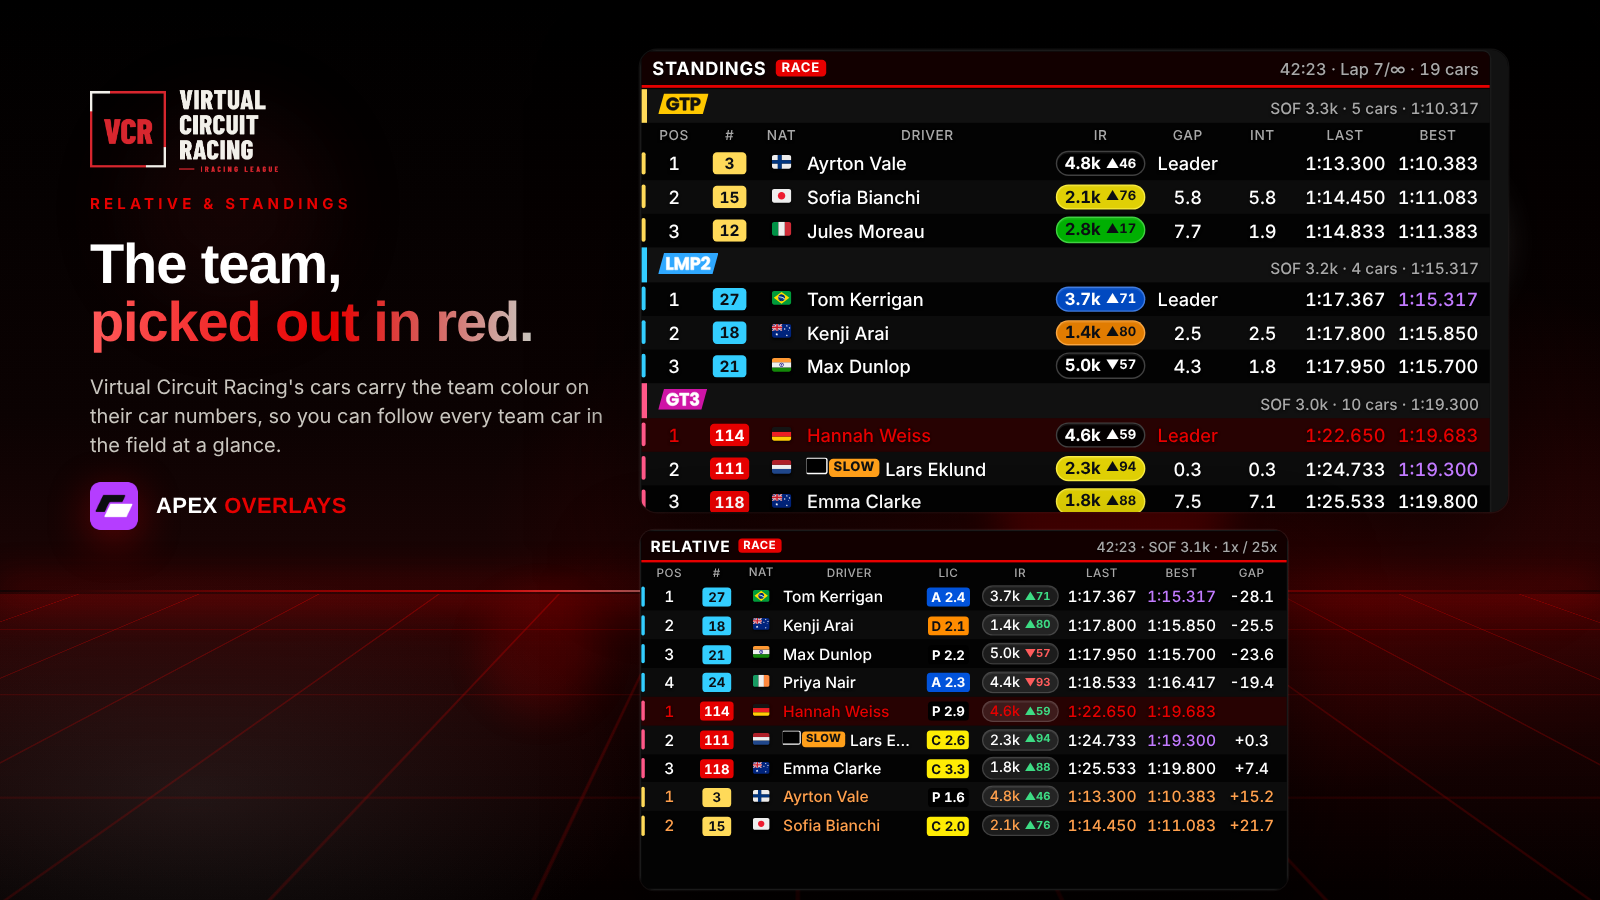 VCR
VIRTUAL
CIRCUIT
RACING
IRACING LEAGUE
RELATIVE & STANDINGS
The team,
picked out in red.
Virtual Circuit Racing's cars carry the team colour on
their car numbers, so you can follow every team car in
the field at a glance.
APEX OVERLAYS
STANDINGS RACE 42:23 · Lap 7/∞ · 19 cars
GTP SOF 3.3k · 5 cars · 1:10.317
POS # NAT DRIVER IR GAP INT LAST BEST
1 3 Ayrton Vale 4.8k ▲46 Leader 1:13.300 1:10.383
2 15 Sofia Bianchi 2.1k ▲76 5.8 5.8 1:14.450 1:11.083
3 12 Jules Moreau 2.8k ▲17 7.7 1.9 1:14.833 1:11.383
LMP2 SOF 3.2k · 4 cars · 1:15.317
1 27 Tom Kerrigan 3.7k ▲71 Leader 1:17.367 1:15.317
2 18 Kenji Arai 1.4k ▲80 2.5 2.5 1:17.800 1:15.850
3 21 Max Dunlop 5.0k ▼57 4.3 1.8 1:17.950 1:15.700
GT3 SOF 3.0k · 10 cars · 1:19.300
1 114 Hannah Weiss 4.6k ▲59 Leader 1:22.650 1:19.683
2 111 SLOW Lars Eklund 2.3k ▲94 0.3 0.3 1:24.733 1:19.300
3 118 Emma Clarke 1.8k ▲88 7.5 7.1 1:25.533 1:19.800
RELATIVE RACE 42:23 · SOF 3.1k · 1x / 25x
POS # NAT DRIVER LIC IR LAST BEST GAP
1 27 Tom Kerrigan A 2.4 3.7k ▲71 1:17.367 1:15.317 -28.1
2 18 Kenji Arai D 2.1 1.4k ▲80 1:17.800 1:15.850 -25.5
3 21 Max Dunlop P 2.2 5.0k ▼57 1:17.950 1:15.700 -23.6
4 24 Priya Nair A 2.3 4.4k ▼93 1:18.533 1:16.417 -19.4
1 114 Hannah Weiss P 2.9 4.6k ▲59 1:22.650 1:19.683
2 111 SLOW Lars E... C 2.6 2.3k ▲94 1:24.733 1:19.300 +0.3
3 118 Emma Clarke C 3.3 1.8k ▲88 1:25.533 1:19.800 +7.4
1 3 Ayrton Vale P 1.6 4.8k ▲46 1:13.300 1:10.383 +15.2
2 15 Sofia Bianchi C 2.0 2.1k ▲76 1:14.450 1:11.083 +21.7